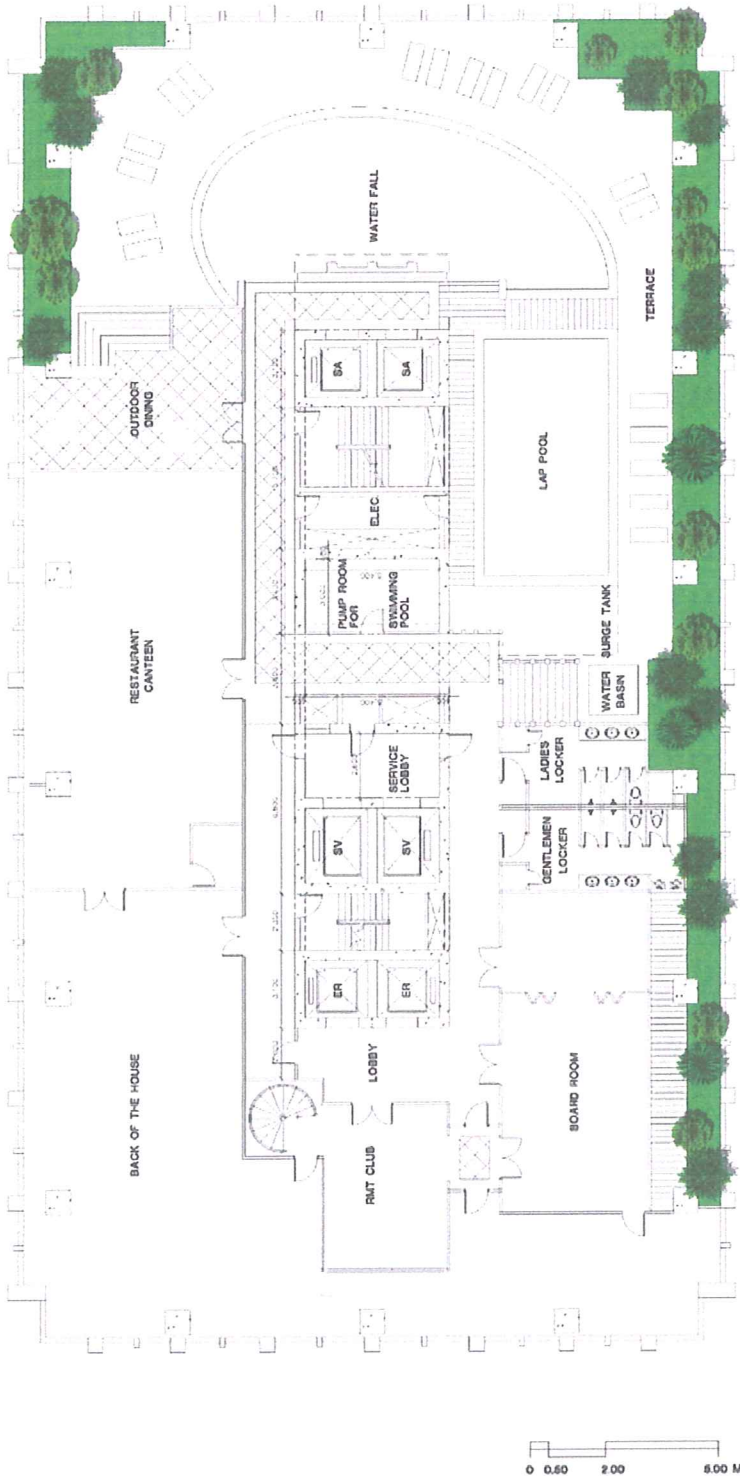 WATER FALL
TERRACE
OUTDOOR
DINING
SA
SA
LAP POOL
ELEC.
PUMP ROOM
FOR
SWIMMING
POOL
RESTAURANT
CANTEEN
SURGE TANK
WATER
BASIN
SERVICE
LOBBY
LADIES
LOCKER
GENTLEMEN
LOCKER
SV
SV
ER
ER
LOBBY
BACK OF THE HOUSE
RMT CLUB
BOARD ROOM
0 0.50 2.00 5.00 M